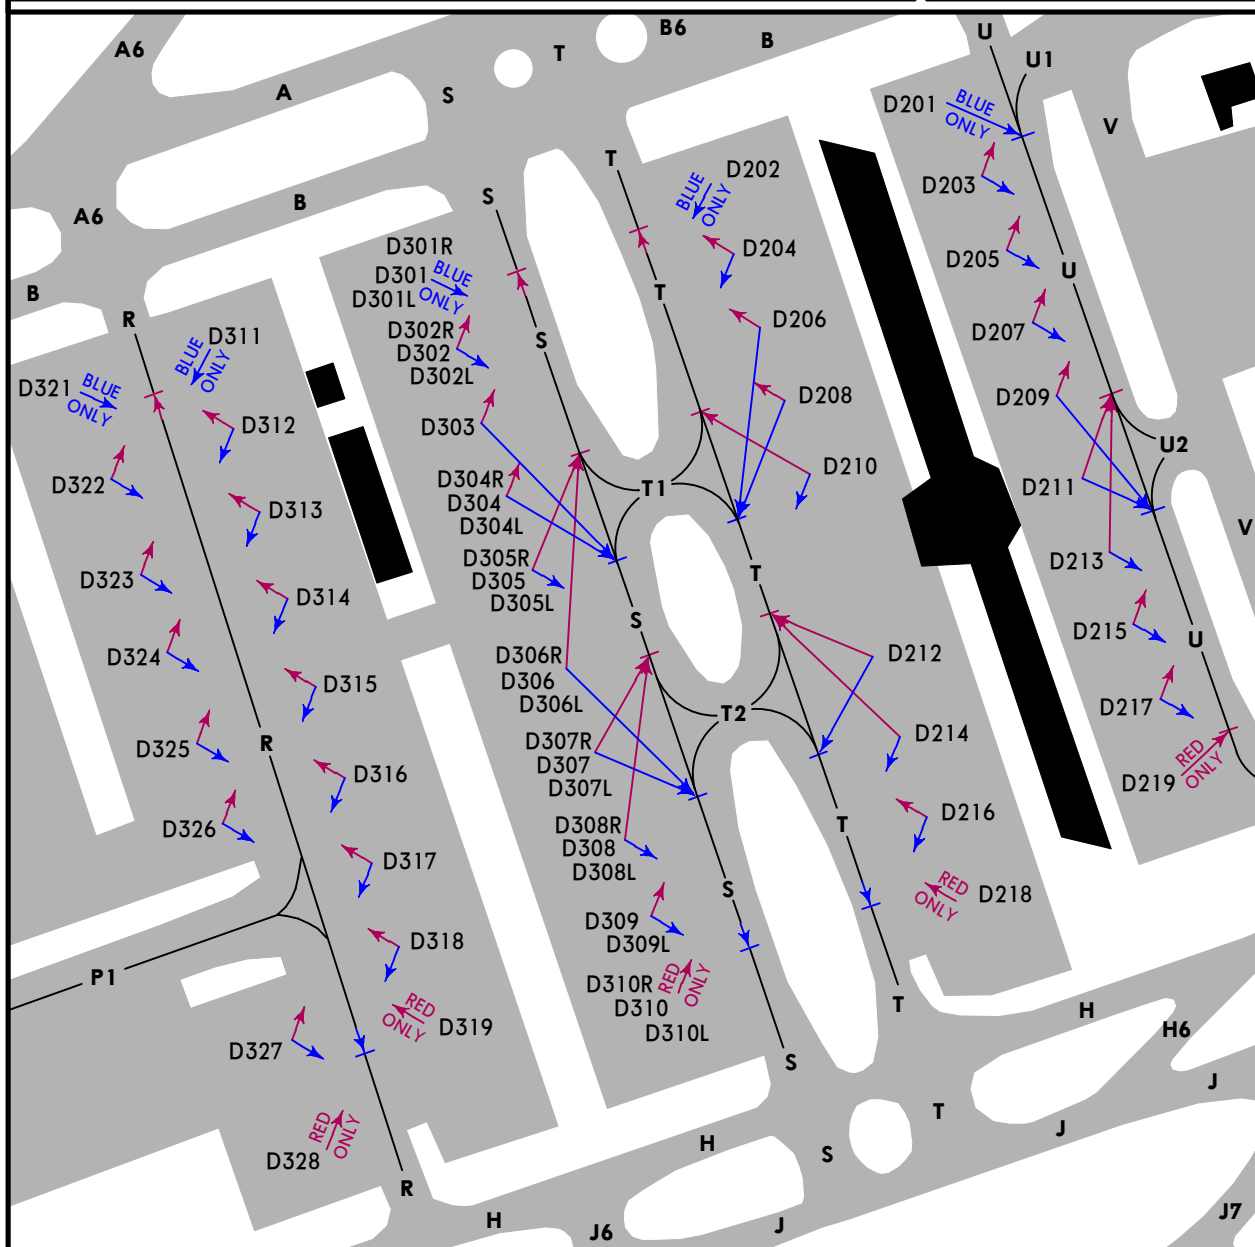 A6
A
S
T
B6
B
U
U1
V
A6
B
B
R
S
T
D201
BLUE
ONLY
D203
D205
D207
D209
D211
D213
D215
D217
D219
RED
ONLY
U
U2
U
V
D202
BLUE
ONLY
D204
D206
D208
D210
D212
D214
D216
D218
RED
ONLY
T
T1
T
T2
T
T
D301R
D301
D301L
BLUE
ONLY
D302R
D302
D302L
D303
D304R
D304
D304L
D305R
D305
D305L
D306R
D306
D306L
D307R
D307
D307L
D308R
D308
D308L
D309
D309L
D310R
D310
D310L
RED
ONLY
S
S
S
S
D311
BLUE
ONLY
D312
D313
D314
D315
D316
D317
D318
D319
RED
ONLY
D321
BLUE
ONLY
D322
D323
D324
D325
D326
D327
D328
RED
ONLY
R
R
P1
H
H6
J
T
J
H
S
H
J6
J
J7